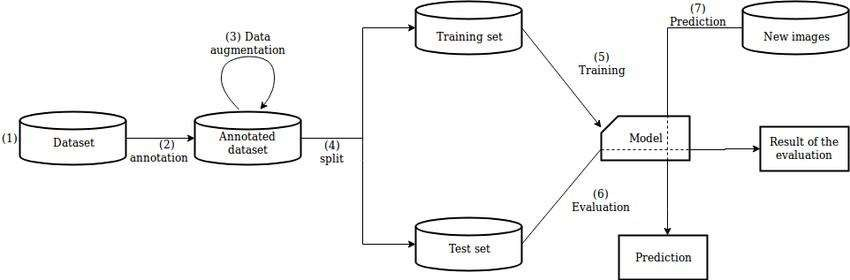 (1)
Dataset
(2)
annotation
(3) Data
augmentation
Annotated
dataset
(4)
split
Training set
Test set
(5)
Training
(6)
Evaluation
Model
(7)
Prediction
New images
Result of the
evaluation
Prediction